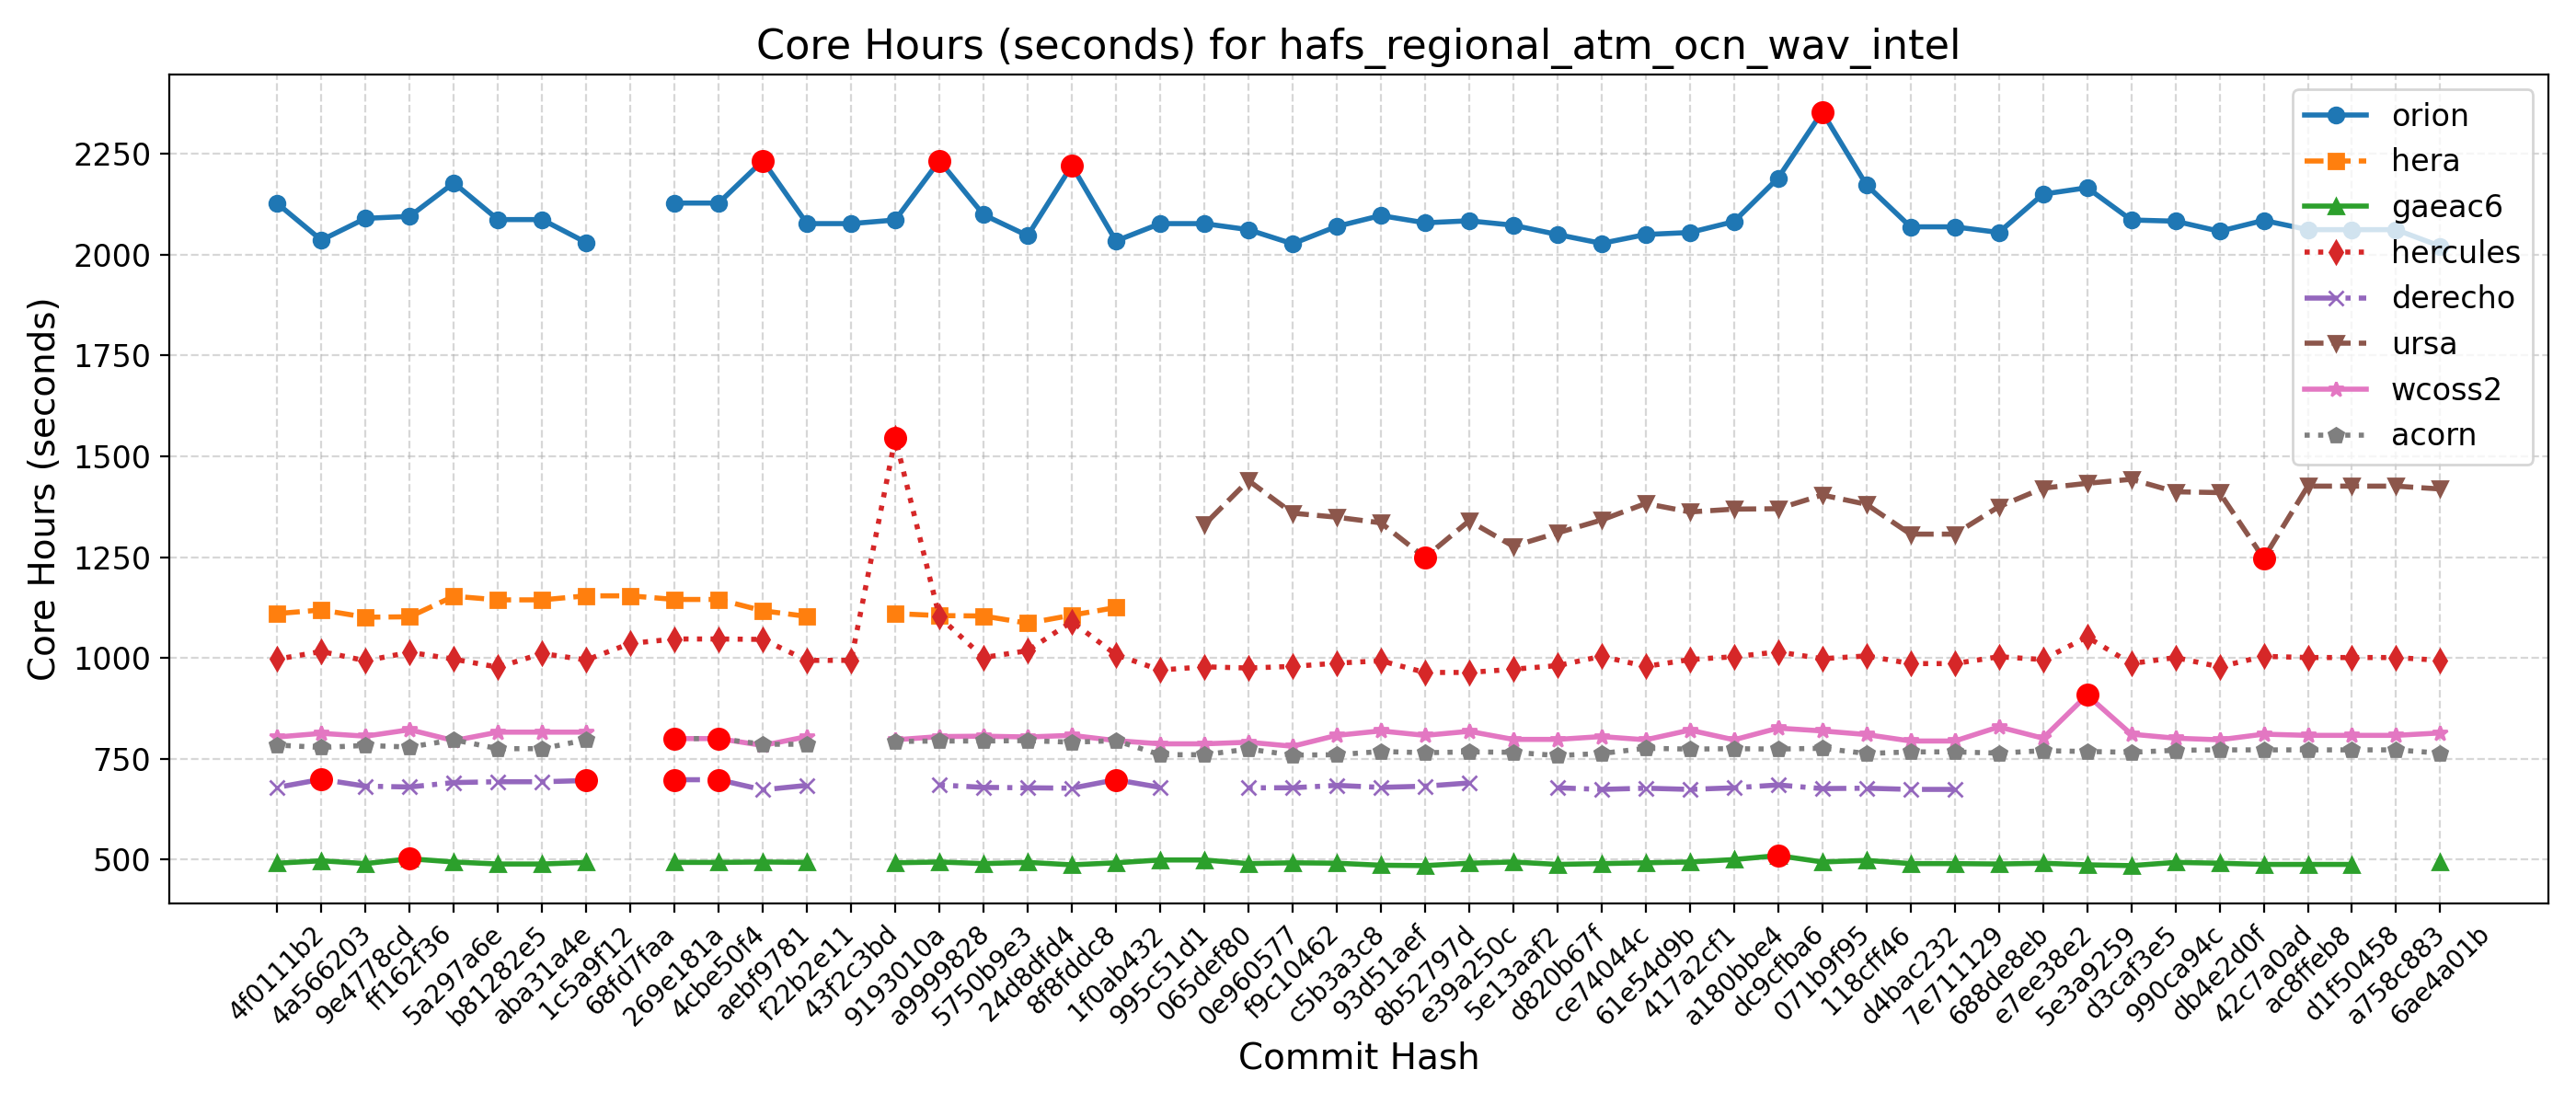 Core Hours (seconds) for hafs_regional_atm_ocn_wav_intel
Core Hours (seconds)
2250
2000
1750
1500
1250
1000
750
500
orion
hera
gaeac6
hercules
derecho
ursa
wcoss2
acorn
4f0111b2
4a566203
9e4778cd
ff162f36
5a297a6e
b81282e5
aba31a4e
1c5a9f12
68fd7faa
269e181a
4cbe50f4
aebf9781
f22b2e11
43f2c3bd
9193010a
a9999828
5750b9e3
24d8dfd4
8f8fddc8
1f0ab432
995c51d1
065def80
0e960577
f9c10462
c5b3a3c8
93d51aef
8b52797d
e39a250c
5e13aaf2
d820b67f
ce74044c
61e54d9b
417a2cf1
a180bbe4
dc9cfba6
071b9f95
118cff46
d4bac232
7e711129
688de8eb
e7ee38e2
5e3a9259
d3caf3e5
990ca94c
db4e2d0f
42c7a0ad
ac8ffeb8
d1f50458
a758c883
6ae4a01b
Commit Hash